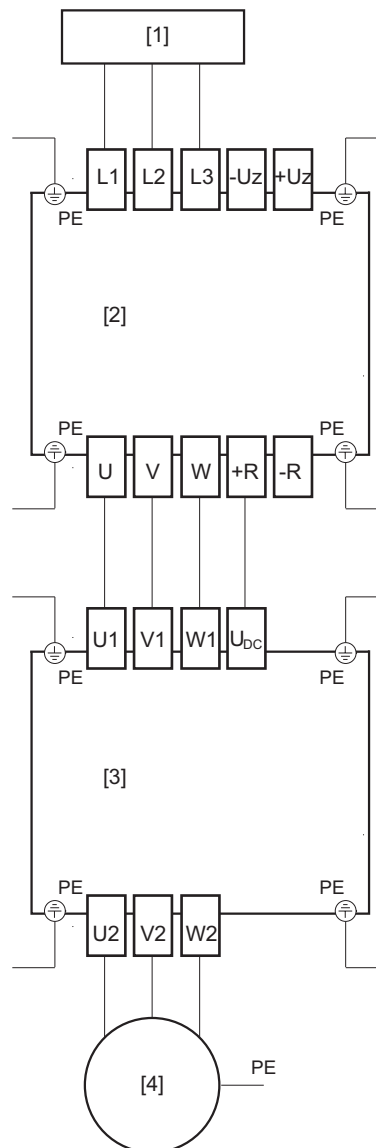 [1]
L1 L2 L3 -Uz +Uz
PE PE
[2]
PE PE
U V W +R -R
U1 V1 W1 UDC
PE PE
[3]
PE PE
U2 V2 W2
PE
[4]